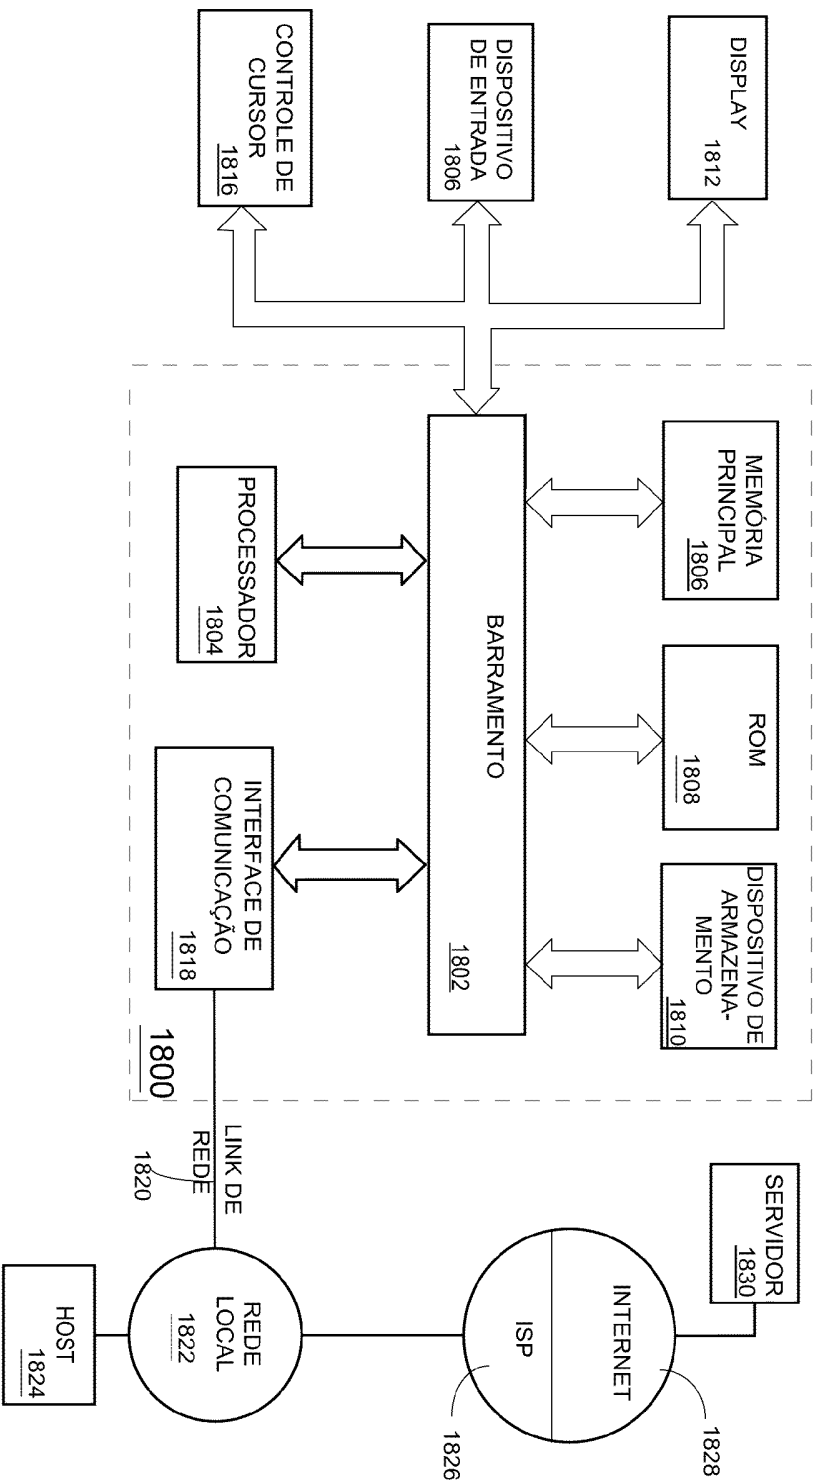 DISPLAY
1812
MEMÓRIA
PRINCIPAL
1806
ROM
1808
DISPOSITIVO DE
ARMAZENA-
MENTO
1810
SERVIDOR
1830
INTERNET
1828
DISPOSITIVO
DE ENTRADA
1806
BARRAMENTO
1802
ISP
1826
CONTROLE DE
CURSOR
1816
PROCESSADOR
1804
INTERFACE DE
COMUNICAÇÃO
1818
1800
LINK DE
REDE
1820
REDE
LOCAL
1822
HOST
1824